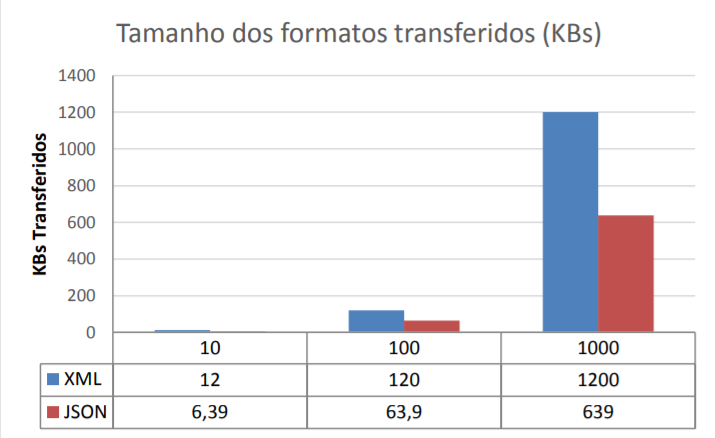 Tamanho dos formatos transferidos (KBs)
1400
1200
1000
800
600
400
200
0
KBs Transferidos
10 100 1000
XML 12 120 1200
JSON 6,39 63,9 639